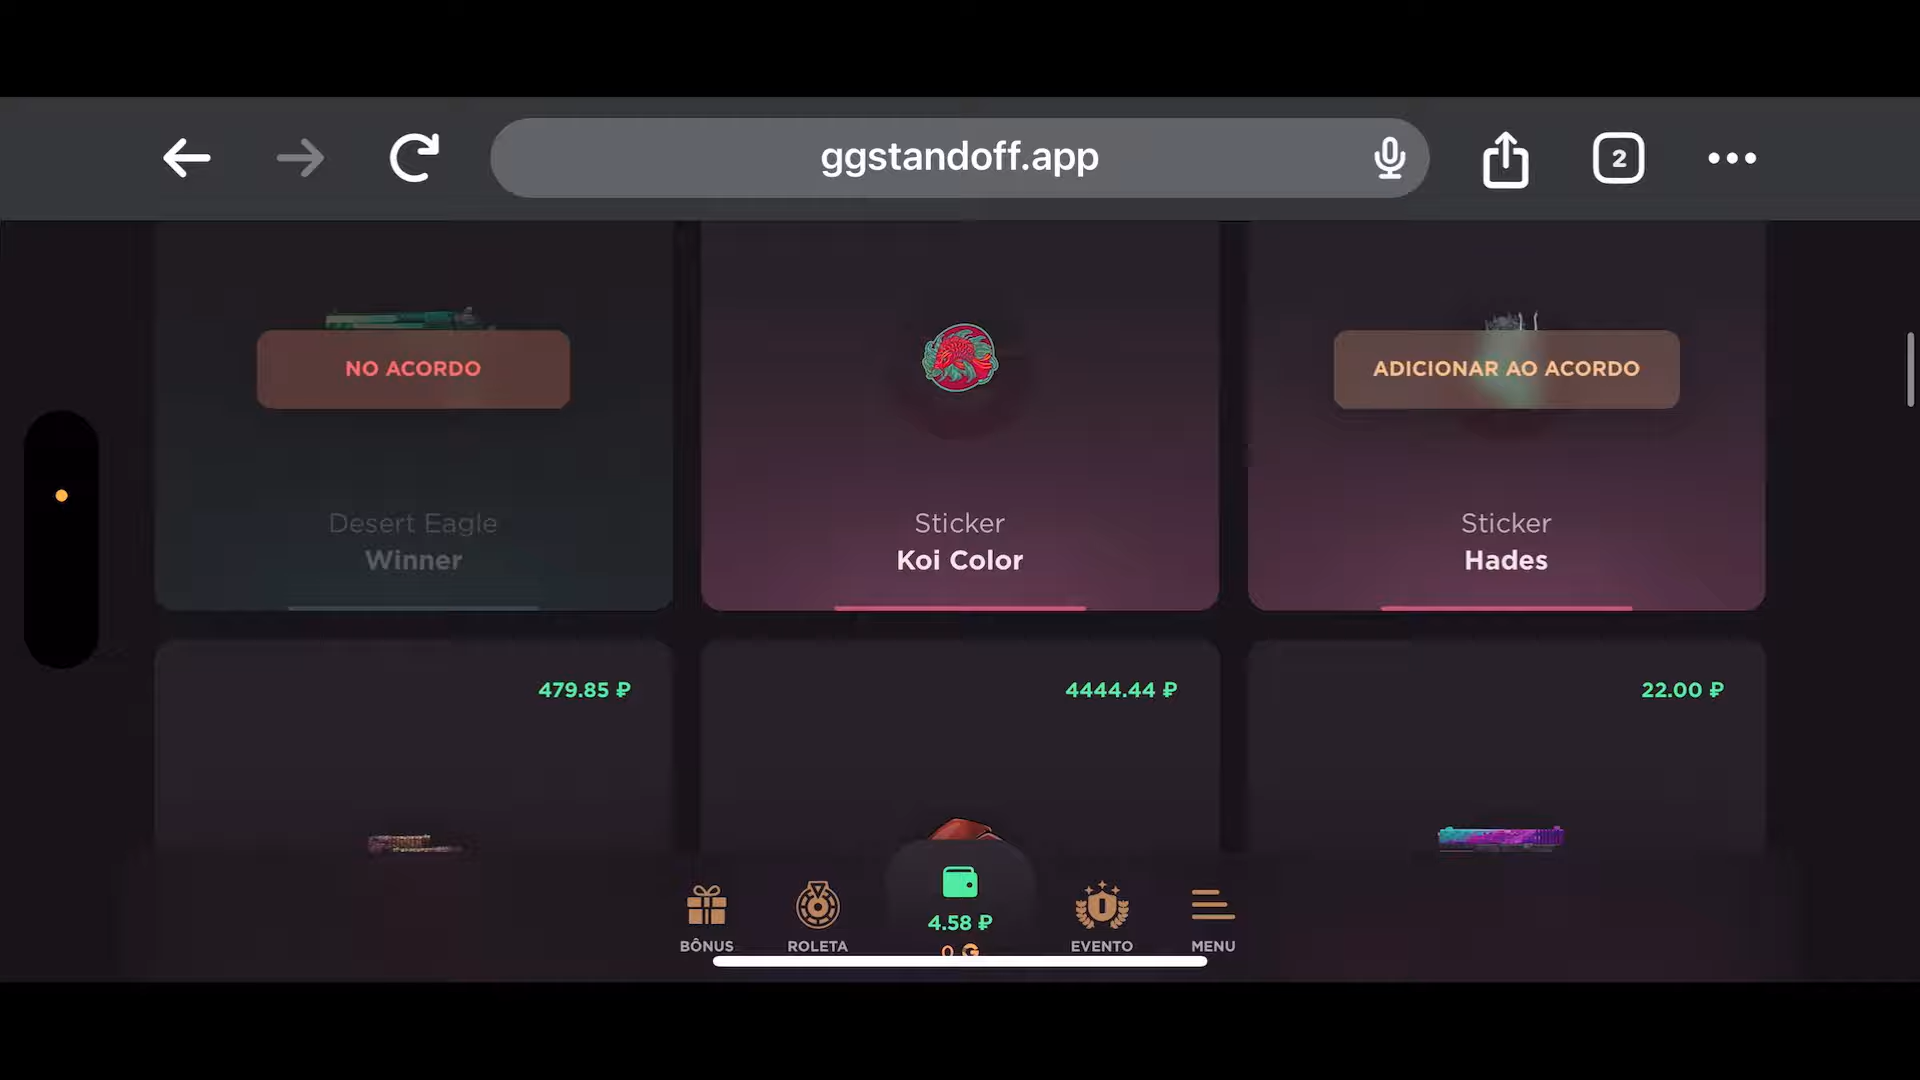 ggstandoff.app
2
NO ACORDO
ADICIONAR AO ACORDO
Desert Eagle
Winner
Sticker
Koi Color
Sticker
Hades
479.85 ₽
4444.44 ₽
22.00 ₽
4.58 ₽
0 G
BÔNUS
ROLETA
EVENTO
MENU